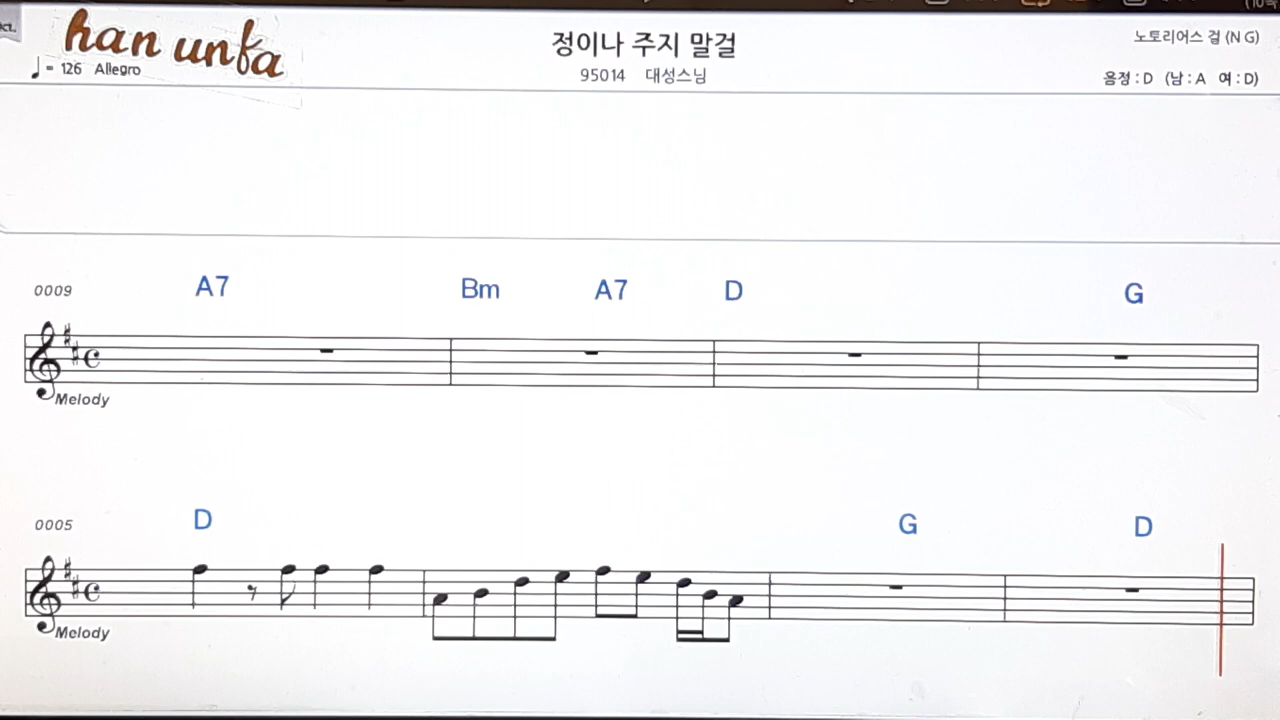 han unfa
♩= 126 Allegro
정이나 주지 말걸
95014 대성스님
노토리어스 걸 (N G)
음정 : D (남 : A 여 : D)
0009
A7 Bm A7 D G
Melody
0005
D G D
Melody